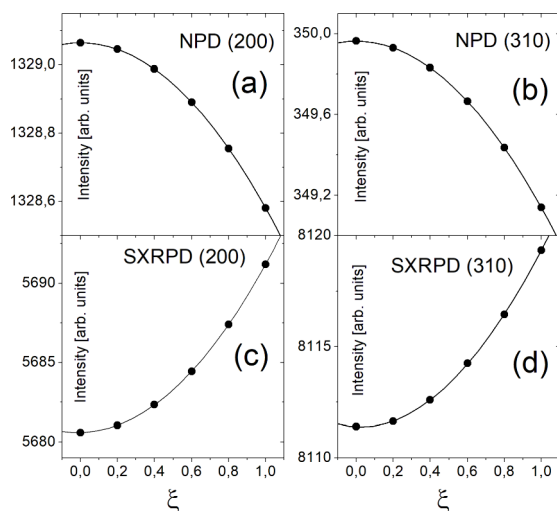 NPD (200)
1329,0
(a)
1328,8
Intensity [arb. units]
1328,6
NPD (310)
350,0
(b)
349,6
Intensity [arb. units]
349,2
SXRPD (200)
5690
Intensity [arb. units]
5685
(c)
5680
0,0 0,2 0,4 0,6 0,8 1,0
ξ
8120
SXRPD (310)
Intensity [arb. units]
8115
(d)
8110
0,0 0,2 0,4 0,6 0,8 1,0
ξ